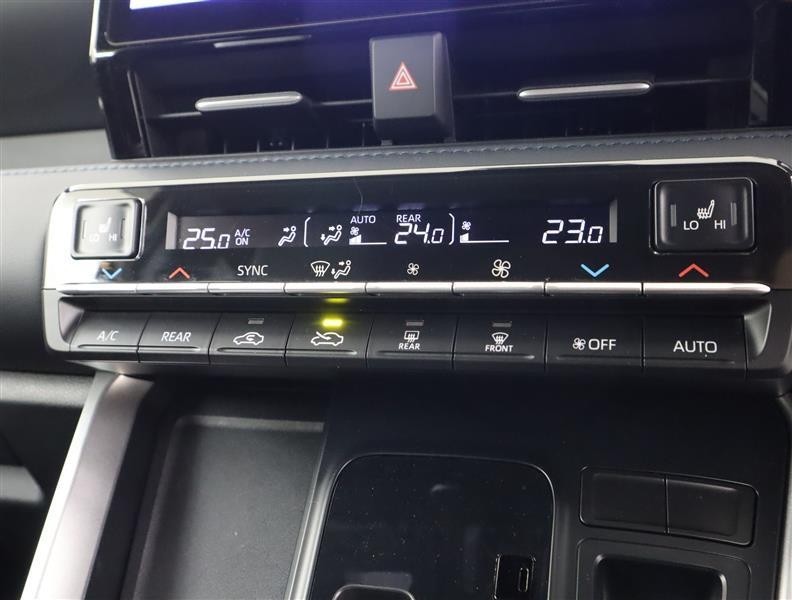 AUTO REAR
25.0 A/C ON 24.0 23.0
LO HI
LO HI
SYNC
A/C REAR REAR FRONT OFF AUTO